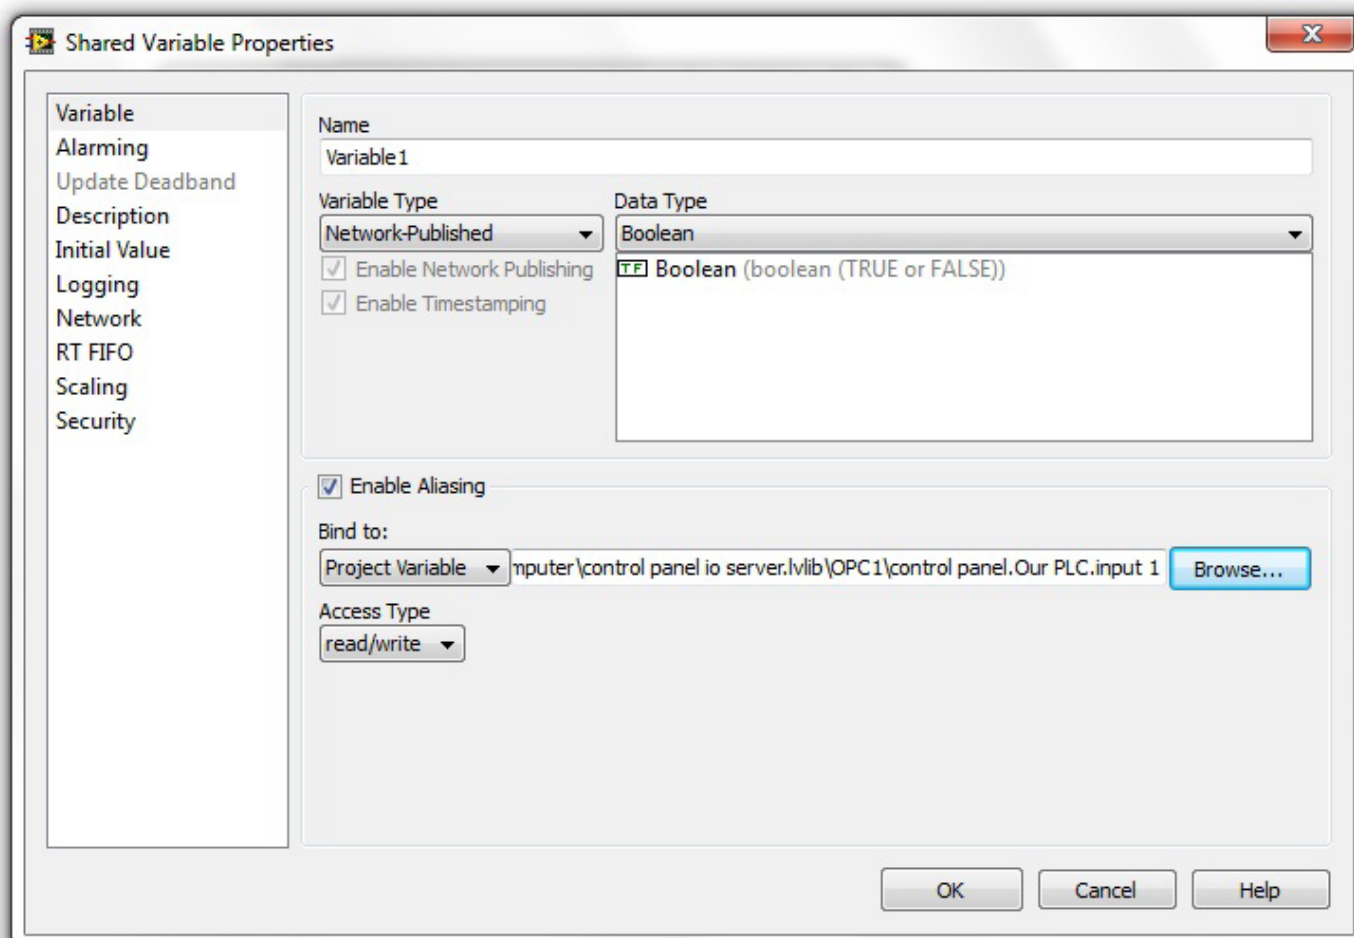 Shared Variable Properties
Variable
Alarming
Update Deadband
Description
Initial Value
Logging
Network
RT FIFO
Scaling
Security
Name
Variable1
Variable Type
Data Type
Network-Published
Boolean
Enable Network Publishing
TF Boolean (boolean (TRUE or FALSE))
Enable Timestamping
Enable Aliasing
Bind to:
Project Variable
mputer\control panel io server.lvlib\OPC1\control panel.Our PLC.input 1
Browse...
Access Type
read/write
OK
Cancel
Help